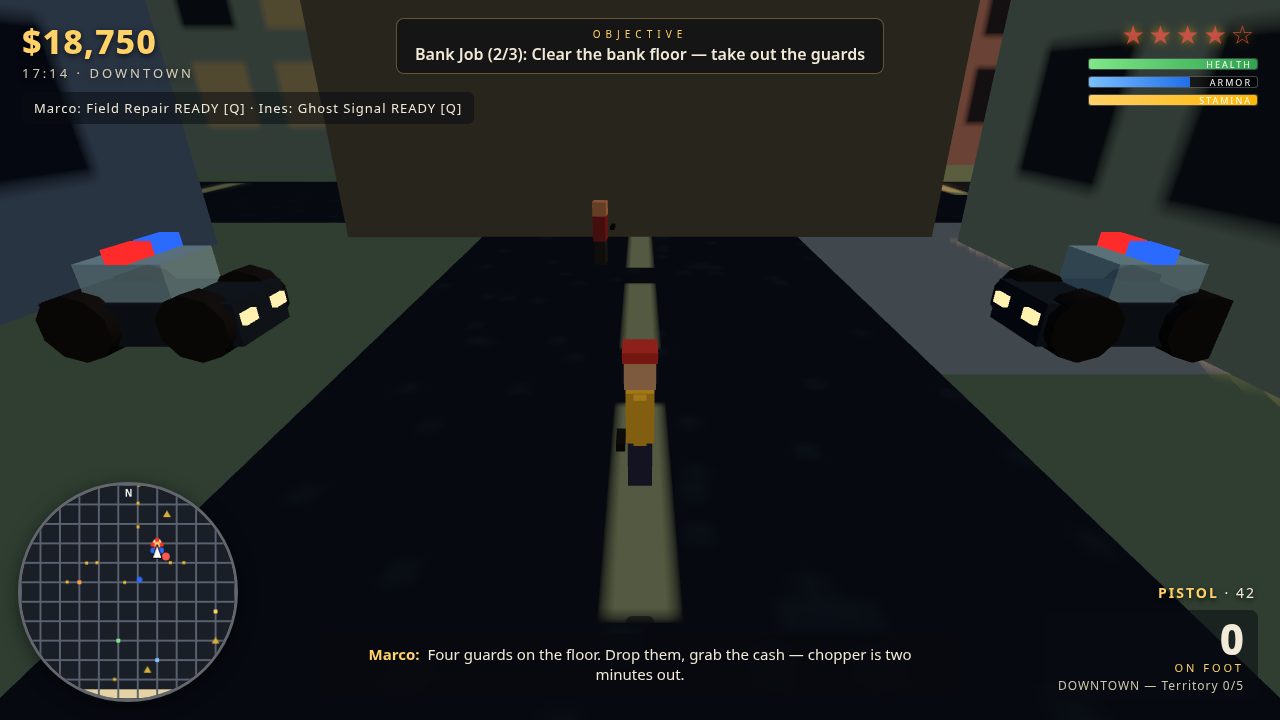 $18,750
17:14 · DOWNTOWN
Marco: Field Repair READY [Q] · Ines: Ghost Signal READY [Q]
OBJECTIVE
Bank Job (2/3): Clear the bank floor — take out the guards
★★★★☆
HEALTH
ARMOR
STAMINA
N
Marco: Four guards on the floor. Drop them, grab the cash — chopper is two
minutes out.
PISTOL · 42
0
ON FOOT
DOWNTOWN — Territory 0/5